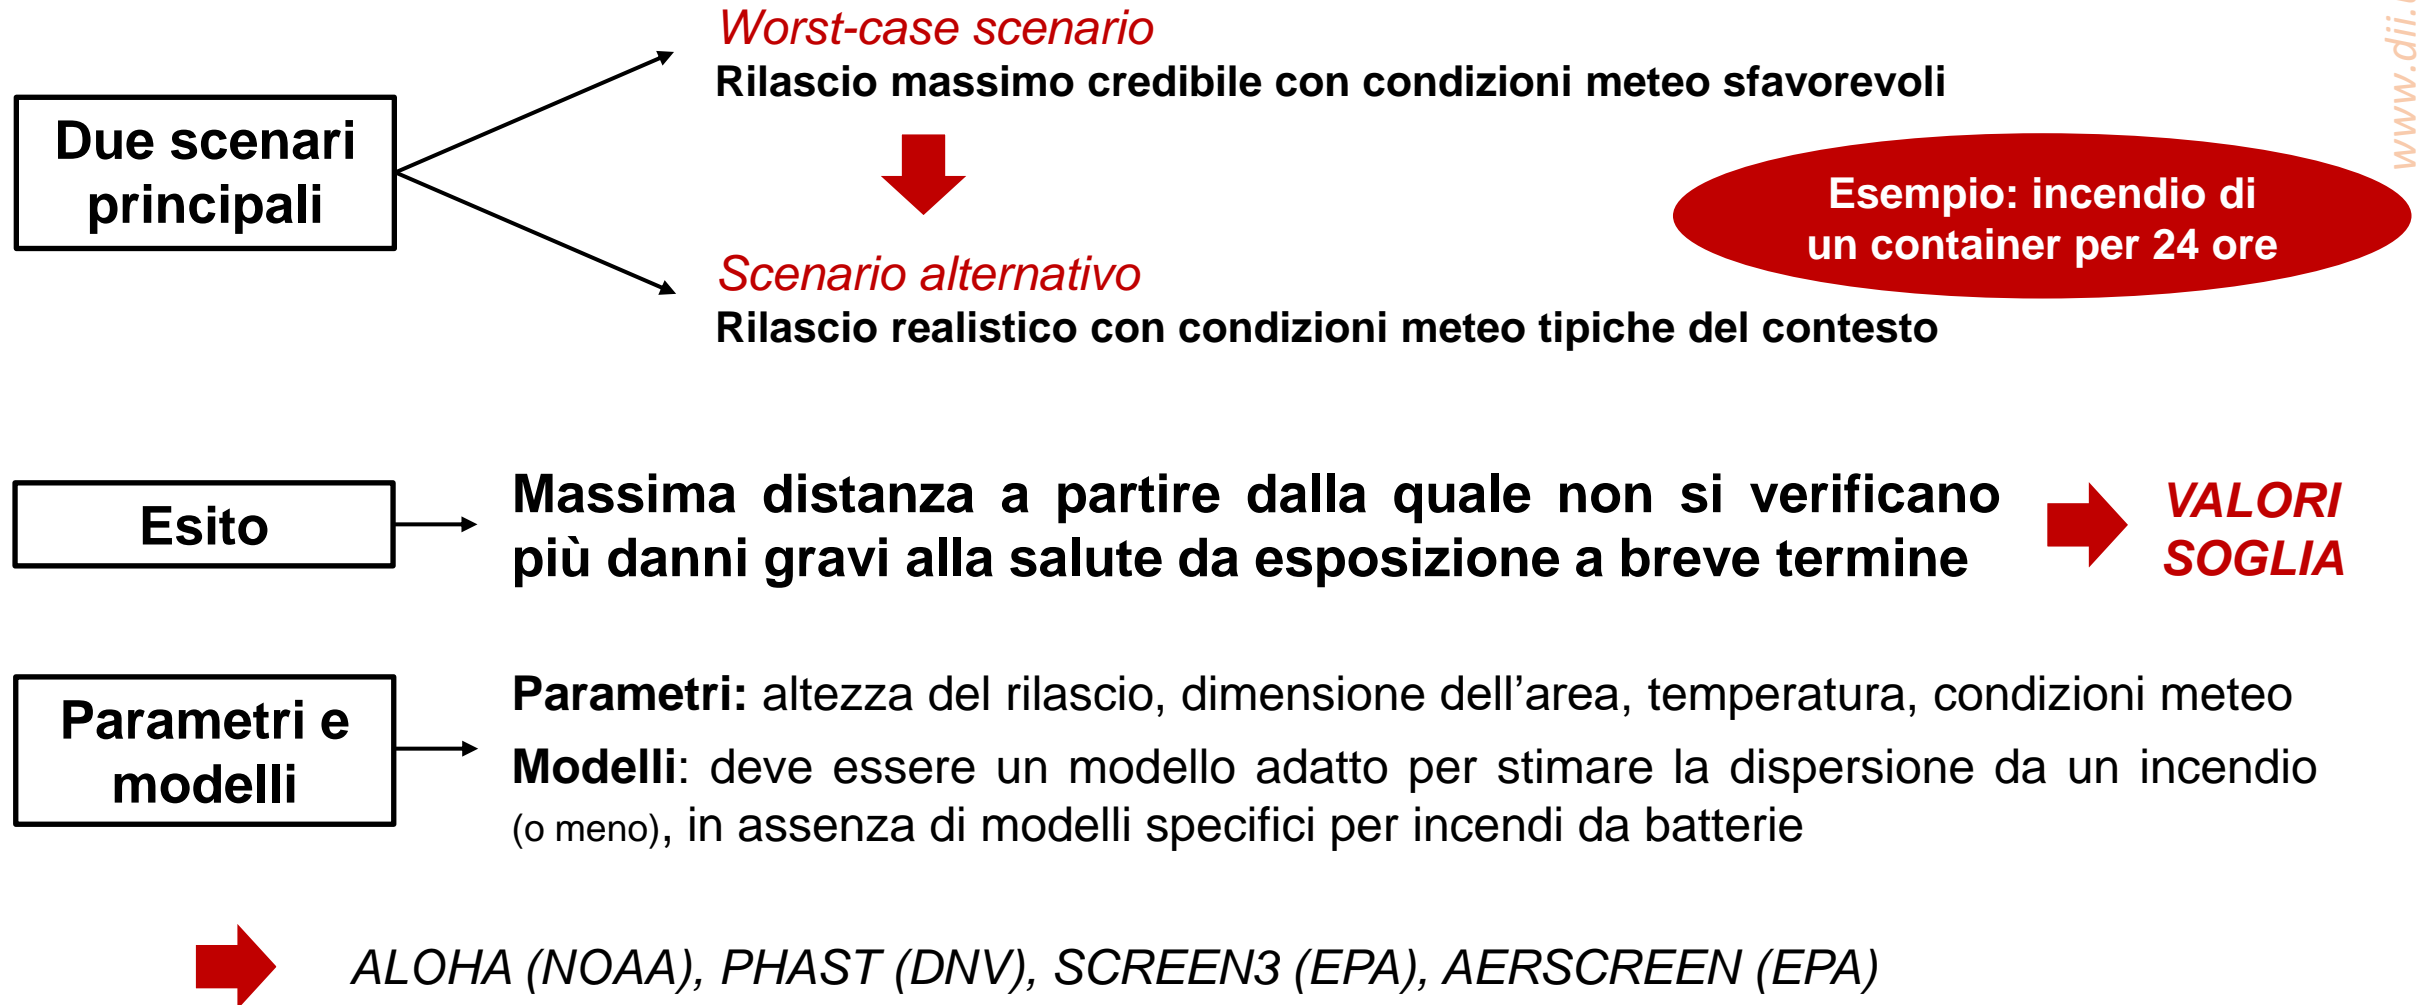 Worst-case scenario
Rilascio massimo credibile con condizioni meteo sfavorevoli
Due scenari
principali
Esempio: incendio di
un container per 24 ore
Scenario alternativo
Rilascio realistico con condizioni meteo tipiche del contesto
Esito
Massima distanza a partire dalla quale non si verificano
più danni gravi alla salute da esposizione a breve termine
VALORI
SOGLIA
Parametri e
modelli
Parametri: altezza del rilascio, dimensione dell’area, temperatura, condizioni meteo
Modelli: deve essere un modello adatto per stimare la dispersione da un incendio
(o meno), in assenza di modelli specifici per incendi da batterie
ALOHA (NOAA), PHAST (DNV), SCREEN3 (EPA), AERSCREEN (EPA)
www.dii.